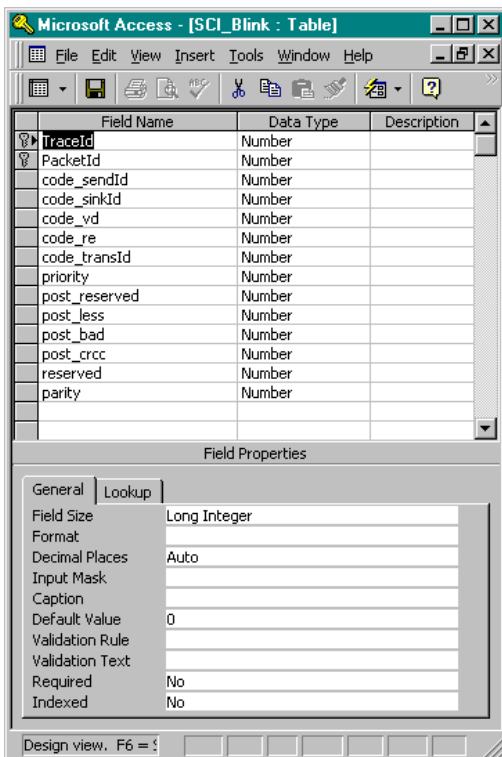 Microsoft Access - [SCI_Blink : Table]
File Edit View Insert Tools Window Help
ABC
Field Name Data Type Description
TraceId Number
PacketId Number
code_sendId Number
code_sinkId Number
code_vd Number
code_re Number
code_transId Number
priority Number
post_reserved Number
post_less Number
post_bad Number
post_crcc Number
reserved Number
parity Number
Field Properties
General Lookup
Field Size Long Integer
Format
Decimal Places Auto
Input Mask
Caption
Default Value 0
Validation Rule
Validation Text
Required No
Indexed No
Design view. F6 =